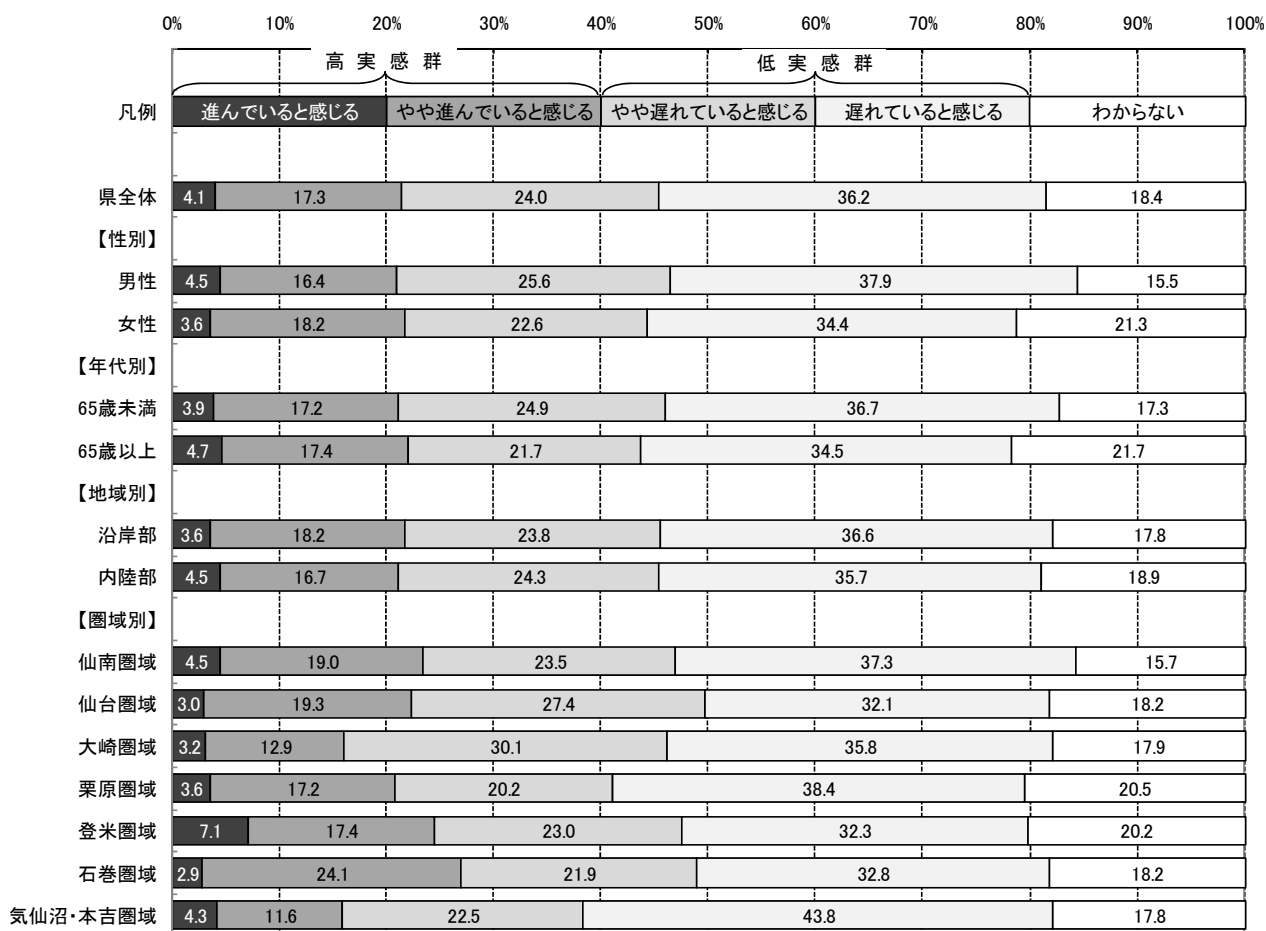 0% 10% 20% 30% 40% 50% 60% 70% 80% 90% 100%
高実感群 低実感群
凡例 進んでいると感じる やや進んでいると感じる やや遅れていると感じる 遅れていると感じる わからない
県全体 4.1 17.3 24.0 36.2 18.4
【性別】
男性 4.5 16.4 25.6 37.9 15.5
女性 3.6 18.2 22.6 34.4 21.3
【年代別】
65歳未満 3.9 17.2 24.9 36.7 17.3
65歳以上 4.7 17.4 21.7 34.5 21.7
【地域別】
沿岸部 3.6 18.2 23.8 36.6 17.8
内陸部 4.5 16.7 24.3 35.7 18.9
【圏域別】
仙南圏域 4.5 19.0 23.5 37.3 15.7
仙台圏域 3.0 19.3 27.4 32.1 18.2
大崎圏域 3.2 12.9 30.1 35.8 17.9
栗原圏域 3.6 17.2 20.2 38.4 20.5
登米圏域 7.1 17.4 23.0 32.3 20.2
石巻圏域 2.9 24.1 21.9 32.8 18.2
気仙沼・本吉圏域 4.3 11.6 22.5 43.8 17.8